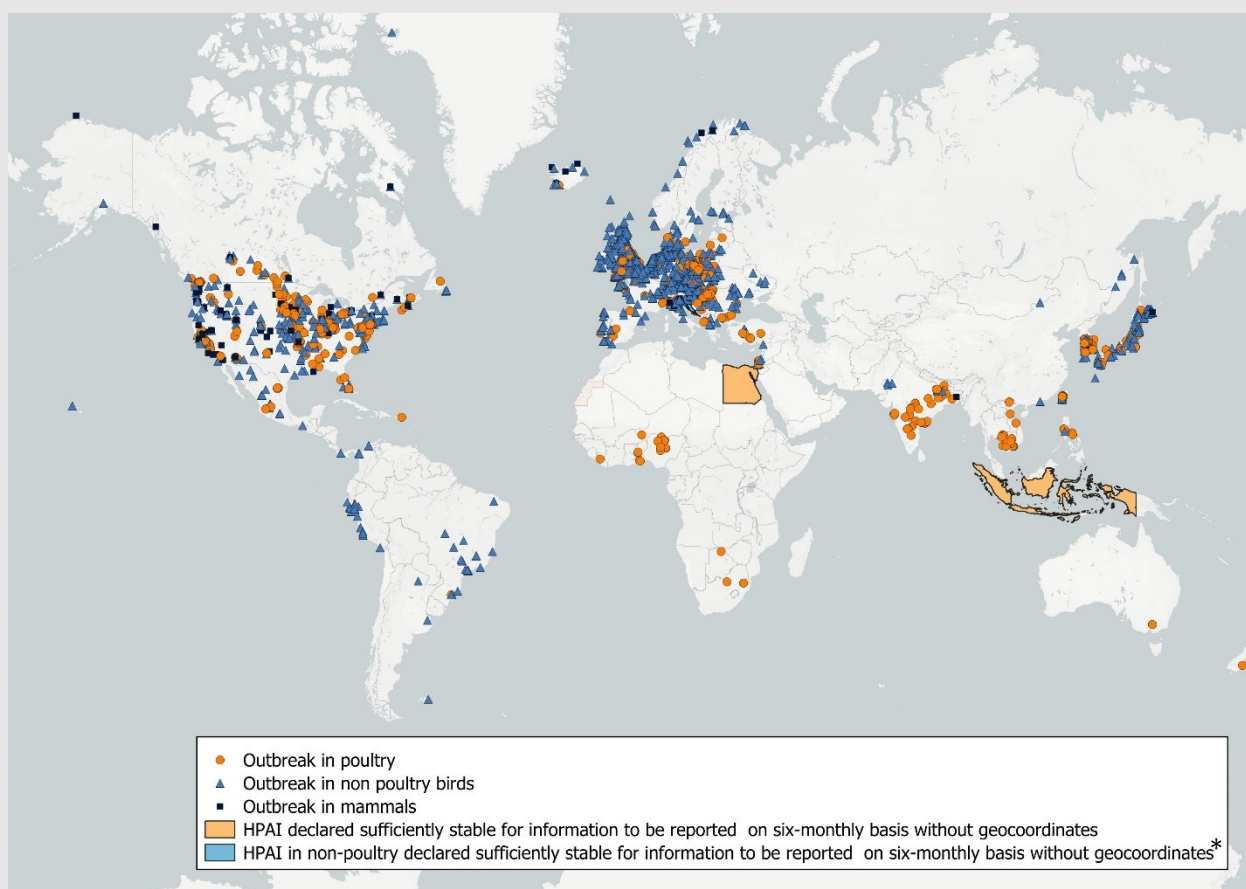 Outbreak in poultry
Outbreak in non poultry birds
Outbreak in mammals
HPAI declared sufficiently stable for information to be reported  on six-monthly basis without geocoordinates
HPAI in non-poultry declared sufficiently stable for information to be reported  on six-monthly basis without geocoordinates*